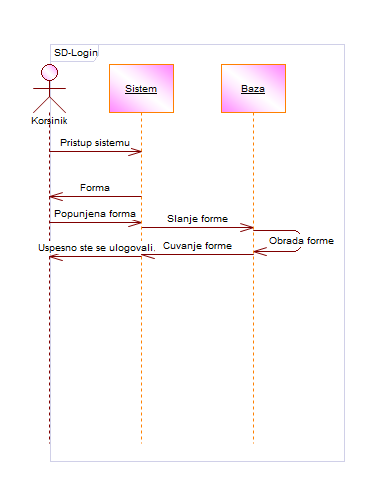 SD-Login
Sistem
Baza
Korsinik
Pristup sistemu
Forma
Popunjena forma
Slanje forme
Obrada forme
Cuvanje forme
Uspesno ste se ulogovali.